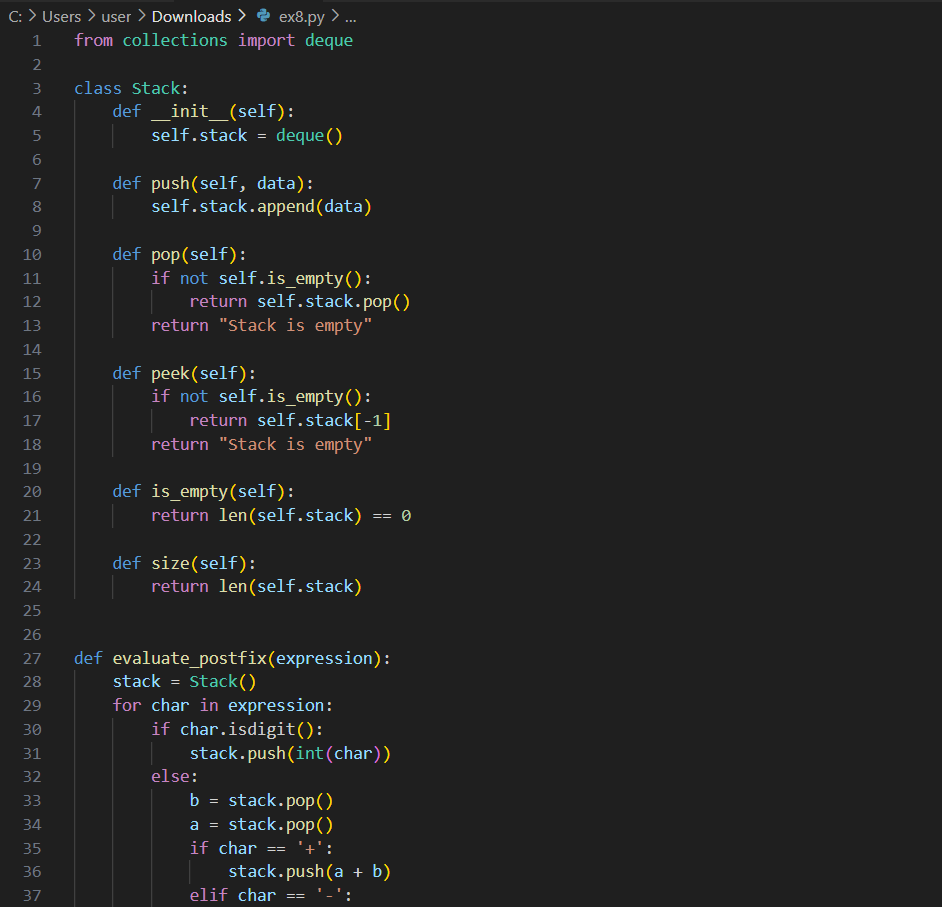 C: > Users > user > Downloads > ex8.py > ...
1 from collections import deque
2
3 class Stack:
4     def __init__(self):
5         self.stack = deque()
6
7     def push(self, data):
8         self.stack.append(data)
9
10     def pop(self):
11         if not self.is_empty():
12             return self.stack.pop()
13         return "Stack is empty"
14
15     def peek(self):
16         if not self.is_empty():
17             return self.stack[-1]
18         return "Stack is empty"
19
20     def is_empty(self):
21         return len(self.stack) == 0
22
23     def size(self):
24         return len(self.stack)
25
26
27 def evaluate_postfix(expression):
28     stack = Stack()
29     for char in expression:
30         if char.isdigit():
31             stack.push(int(char))
32         else:
33             b = stack.pop()
34             a = stack.pop()
35             if char == '+':
36                 stack.push(a + b)
37             elif char == '-':